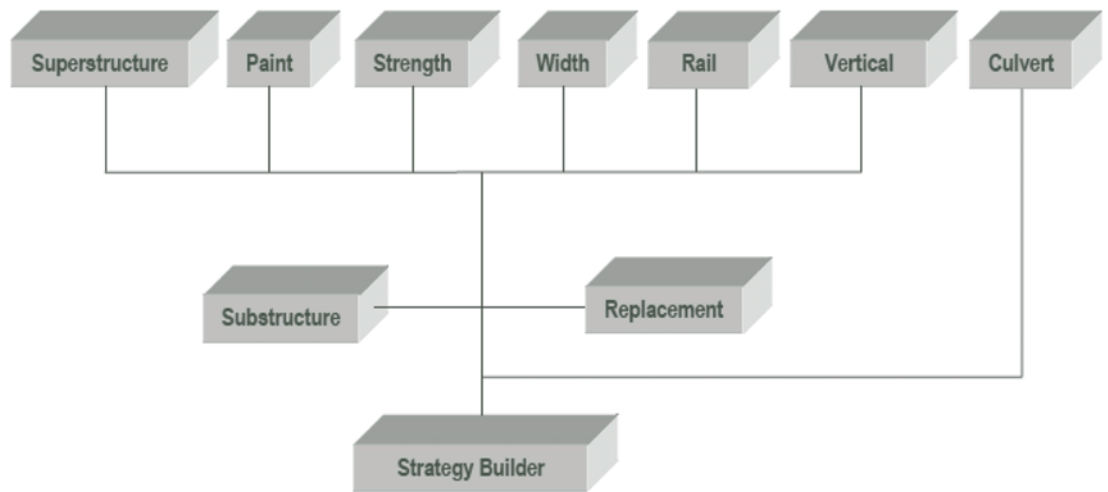 Superstructure
Paint
Strength
Width
Rail
Vertical
Culvert
Substructure
Replacement
Strategy Builder